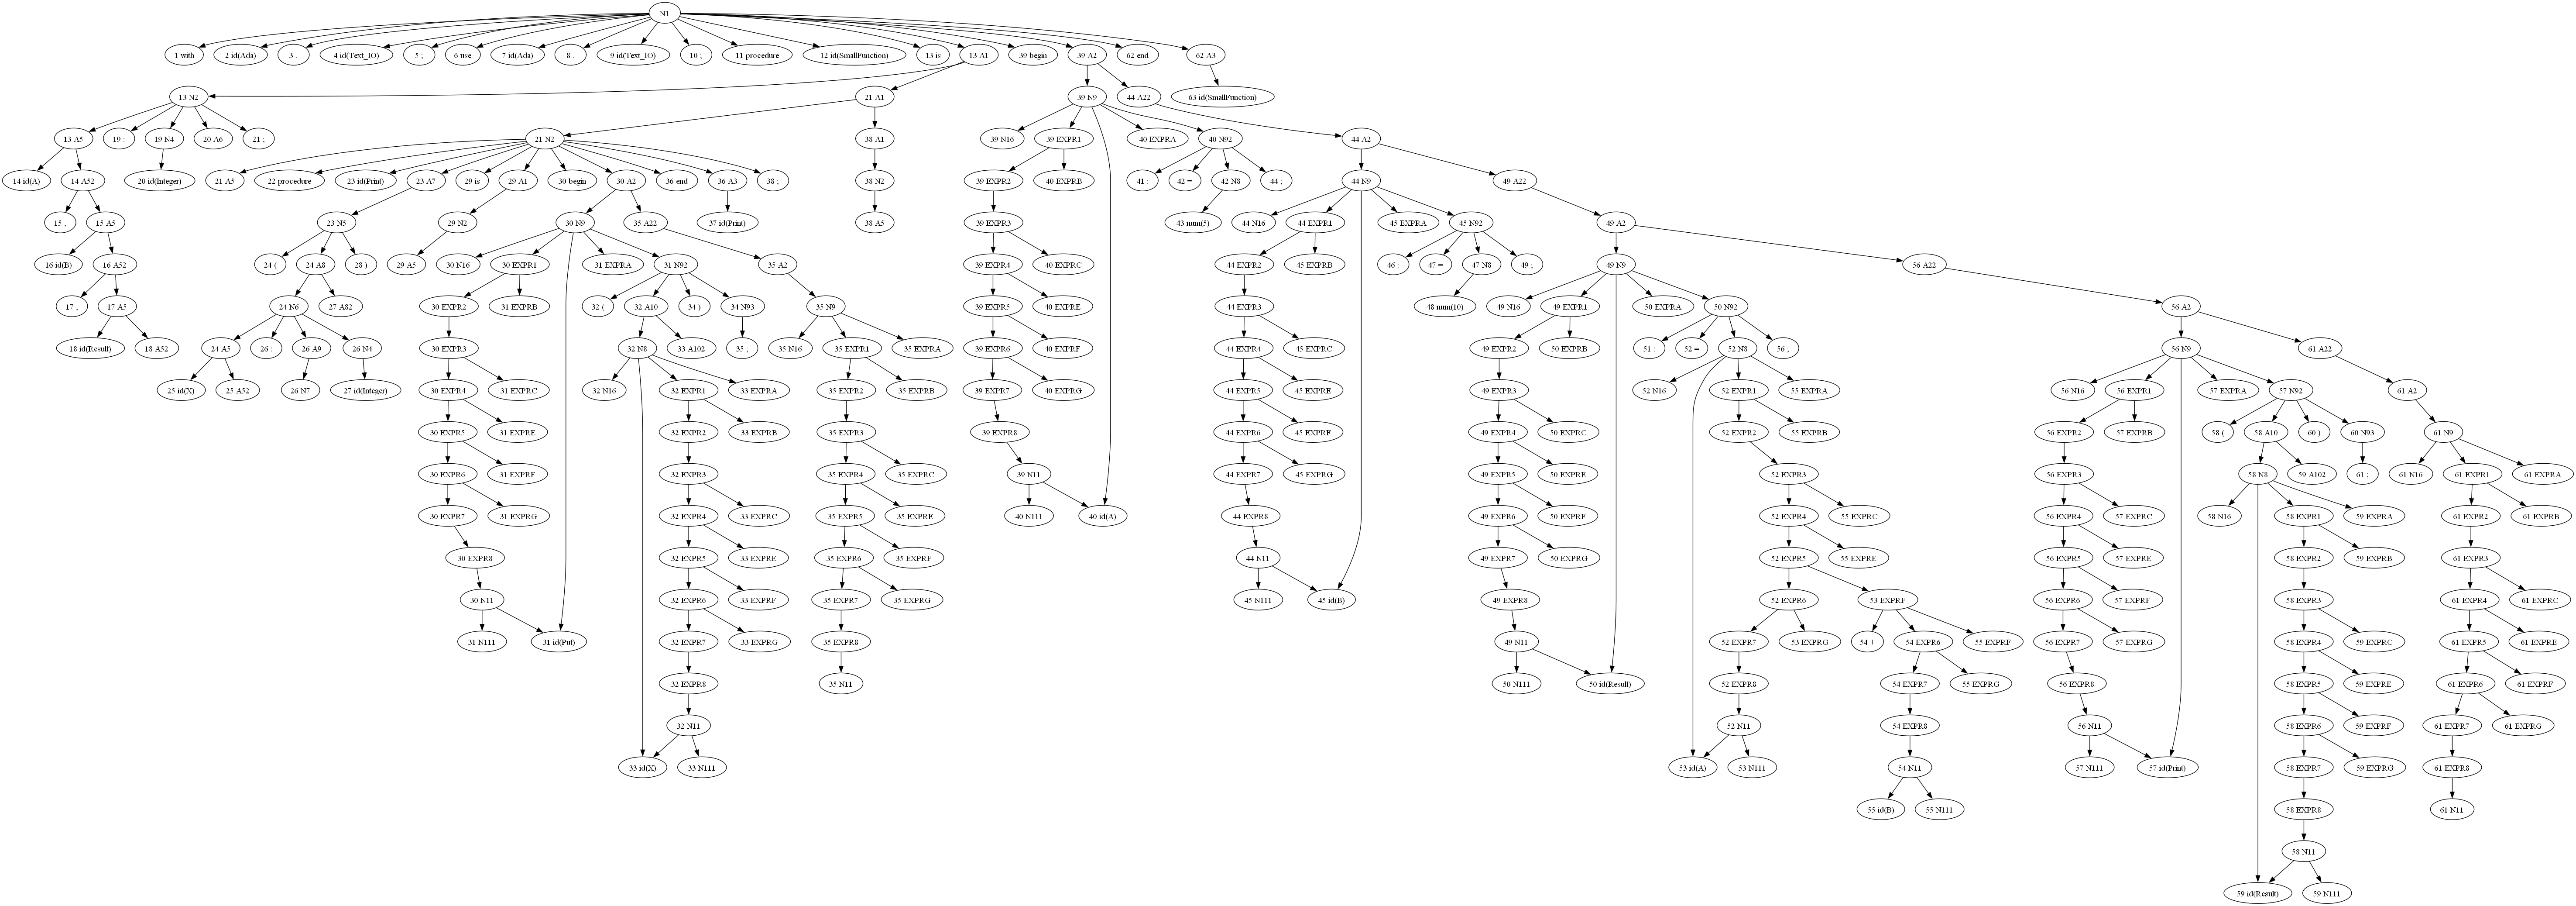 N1
1 with
2 id(Ada)
3 .
4 id(Text_IO)
5 ;
6 use
7 id(Ada)
8 .
9 id(Text_IO)
10 ;
11 procedure
12 id(SmallFunction)
13 is
13 A1
39 begin
39 A2
62 end
62 A3
13 N2
21 A1
39 N9
44 A22
63 id(SmallFunction)
13 A5
19 :
19 N4
20 A6
21 ;
21 N2
38 A1
39 N16
39 EXPR1
40 EXPRA
40 N92
44 A2
14 id(A)
14 A52
20 id(Integer)
21 A5
22 procedure
23 id(Print)
23 A7
29 is
29 A1
30 begin
30 A2
36 end
36 A3
38 ;
38 N2
39 EXPR2
40 EXPRB
41 :
42 =
42 N8
44 ;
44 N9
49 A22
15 ,
15 A5
23 N5
29 N2
30 N9
35 A22
37 id(Print)
38 A5
39 EXPR3
43 num(5)
44 N16
44 EXPR1
45 EXPRA
45 N92
49 A2
16 id(B)
16 A52
24 (
24 A8
28 )
29 A5
30 N16
30 EXPR1
31 EXPRA
31 N92
35 A2
39 EXPR4
40 EXPRC
44 EXPR2
45 EXPRB
46 :
47 =
47 N8
49 ;
49 N9
56 A22
17 ,
17 A5
24 N6
27 A82
30 EXPR2
31 EXPRB
32 (
32 A10
34 )
34 N93
35 N9
39 EXPR5
40 EXPRE
44 EXPR3
48 num(10)
49 N16
49 EXPR1
50 EXPRA
50 N92
56 A2
18 id(Result)
18 A52
24 A5
26 :
26 A9
26 N4
30 EXPR3
32 N8
33 A102
35 ;
35 N16
35 EXPR1
35 EXPRA
39 EXPR6
40 EXPRF
44 EXPR4
45 EXPRC
49 EXPR2
50 EXPRB
51 :
52 =
52 N8
56 ;
56 N9
61 A22
25 id(X)
25 A52
26 N7
27 id(Integer)
30 EXPR4
31 EXPRC
32 N16
32 EXPR1
33 EXPRA
35 EXPR2
35 EXPRB
39 EXPR7
40 EXPRG
44 EXPR5
45 EXPRE
49 EXPR3
52 N16
52 EXPR1
55 EXPRA
56 N16
56 EXPR1
57 EXPRA
57 N92
61 A2
30 EXPR5
31 EXPRE
32 EXPR2
33 EXPRB
35 EXPR3
39 EXPR8
44 EXPR6
45 EXPRF
49 EXPR4
50 EXPRC
52 EXPR2
55 EXPRB
56 EXPR2
57 EXPRB
58 (
58 A10
60 )
60 N93
61 N9
30 EXPR6
31 EXPRF
32 EXPR3
35 EXPR4
35 EXPRC
39 N11
44 EXPR7
45 EXPRG
49 EXPR5
50 EXPRE
52 EXPR3
56 EXPR3
58 N8
59 A102
61 ;
61 N16
61 EXPR1
61 EXPRA
30 EXPR7
31 EXPRG
32 EXPR4
33 EXPRC
35 EXPR5
35 EXPRE
40 N111
40 id(A)
44 EXPR8
49 EXPR6
50 EXPRF
52 EXPR4
55 EXPRC
56 EXPR4
57 EXPRC
58 N16
58 EXPR1
59 EXPRA
61 EXPR2
61 EXPRB
30 EXPR8
32 EXPR5
33 EXPRE
35 EXPR6
35 EXPRF
44 N11
49 EXPR7
50 EXPRG
52 EXPR5
55 EXPRE
56 EXPR5
57 EXPRE
58 EXPR2
59 EXPRB
61 EXPR3
30 N11
32 EXPR6
33 EXPRF
35 EXPR7
35 EXPRG
45 N111
45 id(B)
49 EXPR8
52 EXPR6
53 EXPRF
56 EXPR6
57 EXPRF
58 EXPR3
61 EXPR4
61 EXPRC
31 N111
31 id(Put)
32 EXPR7
33 EXPRG
35 EXPR8
49 N11
52 EXPR7
53 EXPRG
54 +
54 EXPR6
55 EXPRF
56 EXPR7
57 EXPRG
58 EXPR4
59 EXPRC
61 EXPR5
61 EXPRE
32 EXPR8
35 N11
50 N111
50 id(Result)
52 EXPR8
54 EXPR7
55 EXPRG
56 EXPR8
58 EXPR5
59 EXPRE
61 EXPR6
61 EXPRF
32 N11
52 N11
54 EXPR8
56 N11
58 EXPR6
59 EXPRF
61 EXPR7
61 EXPRG
33 id(X)
33 N111
53 id(A)
53 N111
54 N11
57 N111
57 id(Print)
58 EXPR7
59 EXPRG
61 EXPR8
55 id(B)
55 N111
58 EXPR8
61 N11
58 N11
59 id(Result)
59 N111